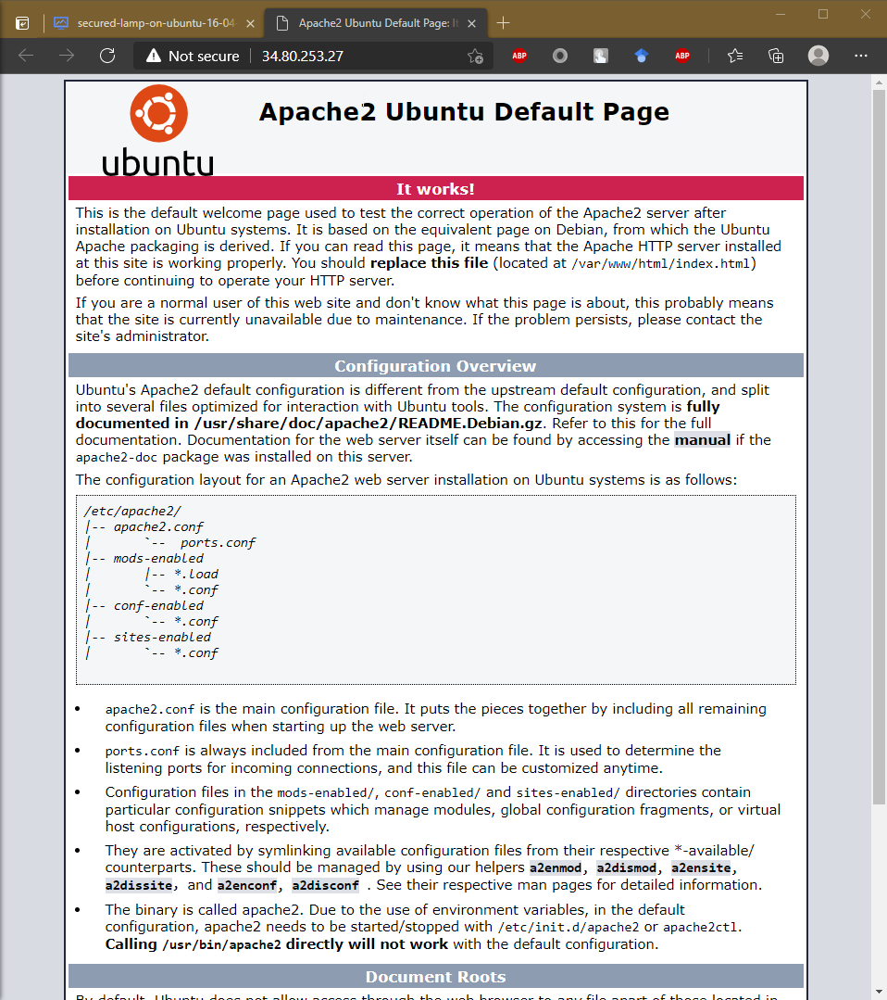 secured-lamp-on-ubuntu-16-04-
Apache2 Ubuntu Default Page: It
Not secure
34.80.253.27
ABP
ABP
Apache2 Ubuntu Default Page
ubuntu
It works!
This is the default welcome page used to test the correct operation of the Apache2 server after
installation on Ubuntu systems. It is based on the equivalent page on Debian, from which the Ubuntu
Apache packaging is derived. If you can read this page, it means that the Apache HTTP server installed
at this site is working properly. You should replace this file (located at /var/www/html/index.html)
before continuing to operate your HTTP server.
If you are a normal user of this web site and don't know what this page is about, this probably means
that the site is currently unavailable due to maintenance. If the problem persists, please contact the
site's administrator.
Configuration Overview
Ubuntu's Apache2 default configuration is different from the upstream default configuration, and split
into several files optimized for interaction with Ubuntu tools. The configuration system is fully
documented in /usr/share/doc/apache2/README.Debian.gz. Refer to this for the full
documentation. Documentation for the web server itself can be found by accessing the manual if the
apache2-doc package was installed on this server.
The configuration layout for an Apache2 web server installation on Ubuntu systems is as follows:
/etc/apache2/
|-- apache2.conf
|       `--  ports.conf
|-- mods-enabled
|       |-- *.load
|       `-- *.conf
|-- conf-enabled
|       `-- *.conf
|-- sites-enabled
|       `-- *.conf
• apache2.conf is the main configuration file. It puts the pieces together by including all remaining
configuration files when starting up the web server.
• ports.conf is always included from the main configuration file. It is used to determine the
listening ports for incoming connections, and this file can be customized anytime.
• Configuration files in the mods-enabled/, conf-enabled/ and sites-enabled/ directories contain
particular configuration snippets which manage modules, global configuration fragments, or virtual
host configurations, respectively.
• They are activated by symlinking available configuration files from their respective *-available/
counterparts. These should be managed by using our helpers a2enmod, a2dismod, a2ensite,
a2dissite, and a2enconf, a2disconf . See their respective man pages for detailed information.
• The binary is called apache2. Due to the use of environment variables, in the default
configuration, apache2 needs to be started/stopped with /etc/init.d/apache2 or apache2ctl.
Calling /usr/bin/apache2 directly will not work with the default configuration.
Document Roots
By default, Ubuntu does not allow access through the web browser to any file apart of those located in